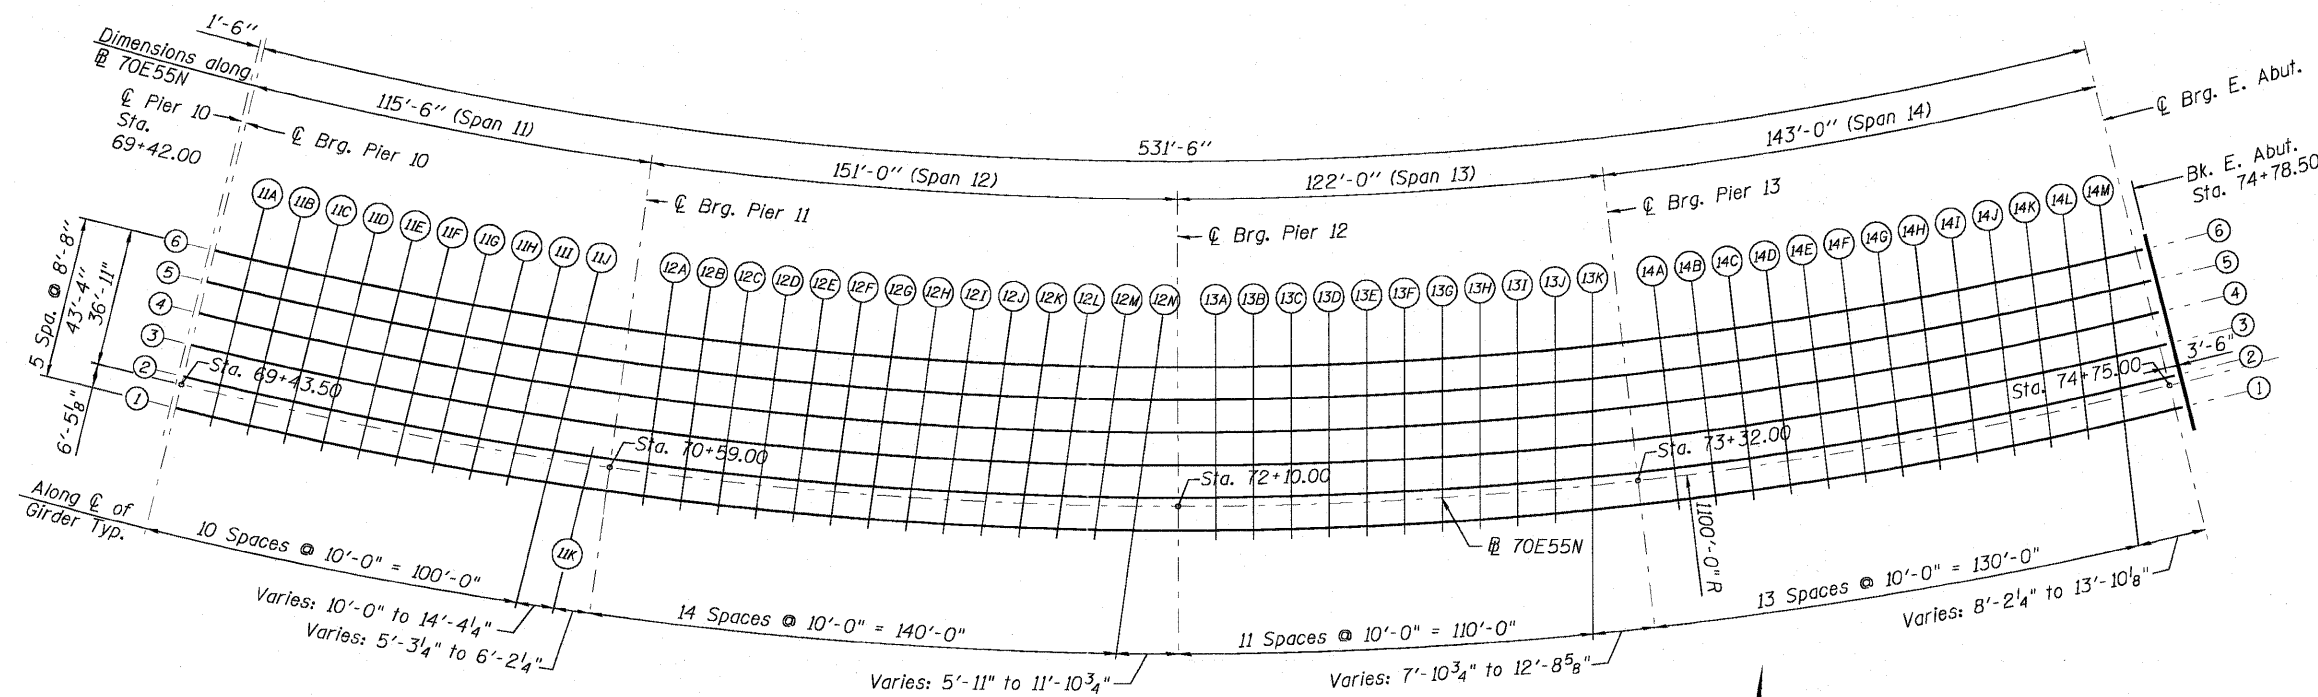 1'-6"
Dimensions along
℄ 70E55N
531'-6"
115'-6" (Span 11)
151'-0" (Span 12)
122'-0" (Span 13)
143'-0" (Span 14)
℄ Pier 10
Sta.
69+42.00
℄ Brg. Pier 10
℄ Brg. Pier 11
℄ Brg. Pier 12
℄ Brg. Pier 13
℄ Brg. E. Abut.
Bk. E. Abut.
Sta. 74+78.50
11A 11B 11C 11D 11E 11F 11G 11H 11I 11J
12A 12B 12C 12D 12E 12F 12G 12H 12I 12J 12K 12L 12M 12N
13A 13B 13C 13D 13E 13F 13G 13H 13I 13J 13K
14A 14B 14C 14D 14E 14F 14G 14H 14I 14J 14K 14L 14M
5 Spa. @ 8'-8"
43'-4"
36'-11"
6'-5⅛"
6
5
4
3
2
1
6
5
4
3
2
1
3'-6"
Sta. 69+43.50
Sta. 70+59.00
Sta. 72+10.00
Sta. 73+32.00
Sta. 74+75.00
70E55N
1100'-0" R
Along ℄ of
Girder Typ.
11K
10 Spaces @ 10'-0" = 100'-0"
Varies: 10'-0" to 14'-4¼"
Varies: 5'-3¼" to 6'-2¼"
14 Spaces @ 10'-0" = 140'-0"
Varies: 5'-11" to 11'-10¾"
11 Spaces @ 10'-0" = 110'-0"
Varies: 7'-10¾" to 12'-8⅝"
13 Spaces @ 10'-0" = 130'-0"
Varies: 8'-2¼" to 13'-10⅛"